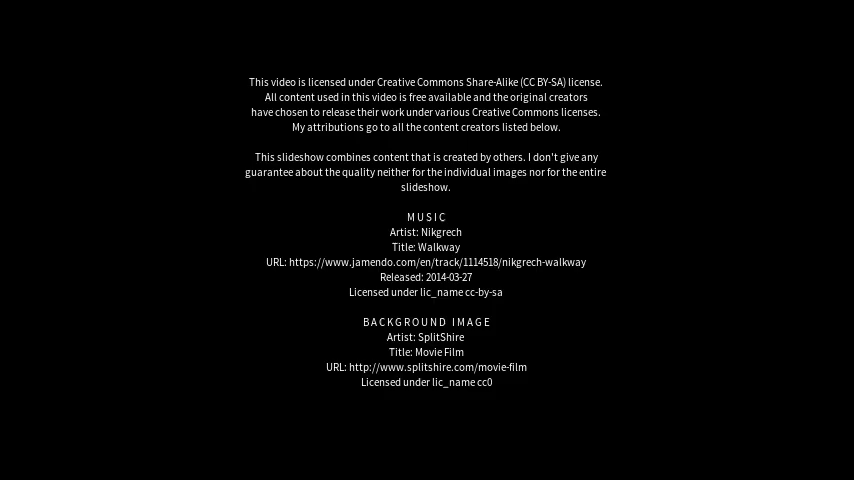 This video is licensed under Creative Commons Share-Alike (CC BY-SA) license.
All content used in this video is free available and the original creators
have chosen to release their work under various Creative Commons licenses.
My attributions go to all the content creators listed below.
This slideshow combines content that is created by others. I don't give any
guarantee about the quality neither for the individual images nor for the entire
slideshow.
MUSIC
Artist: Nikgrech
Title: Walkway
URL: https://www.jamendo.com/en/track/1114518/nikgrech-walkway
Released: 2014-03-27
Licensed under lic_name cc-by-sa
BACKGROUND IMAGE
Artist: SplitShire
Title: Movie Film
URL: http://www.splitshire.com/movie-film
Licensed under lic_name cc0